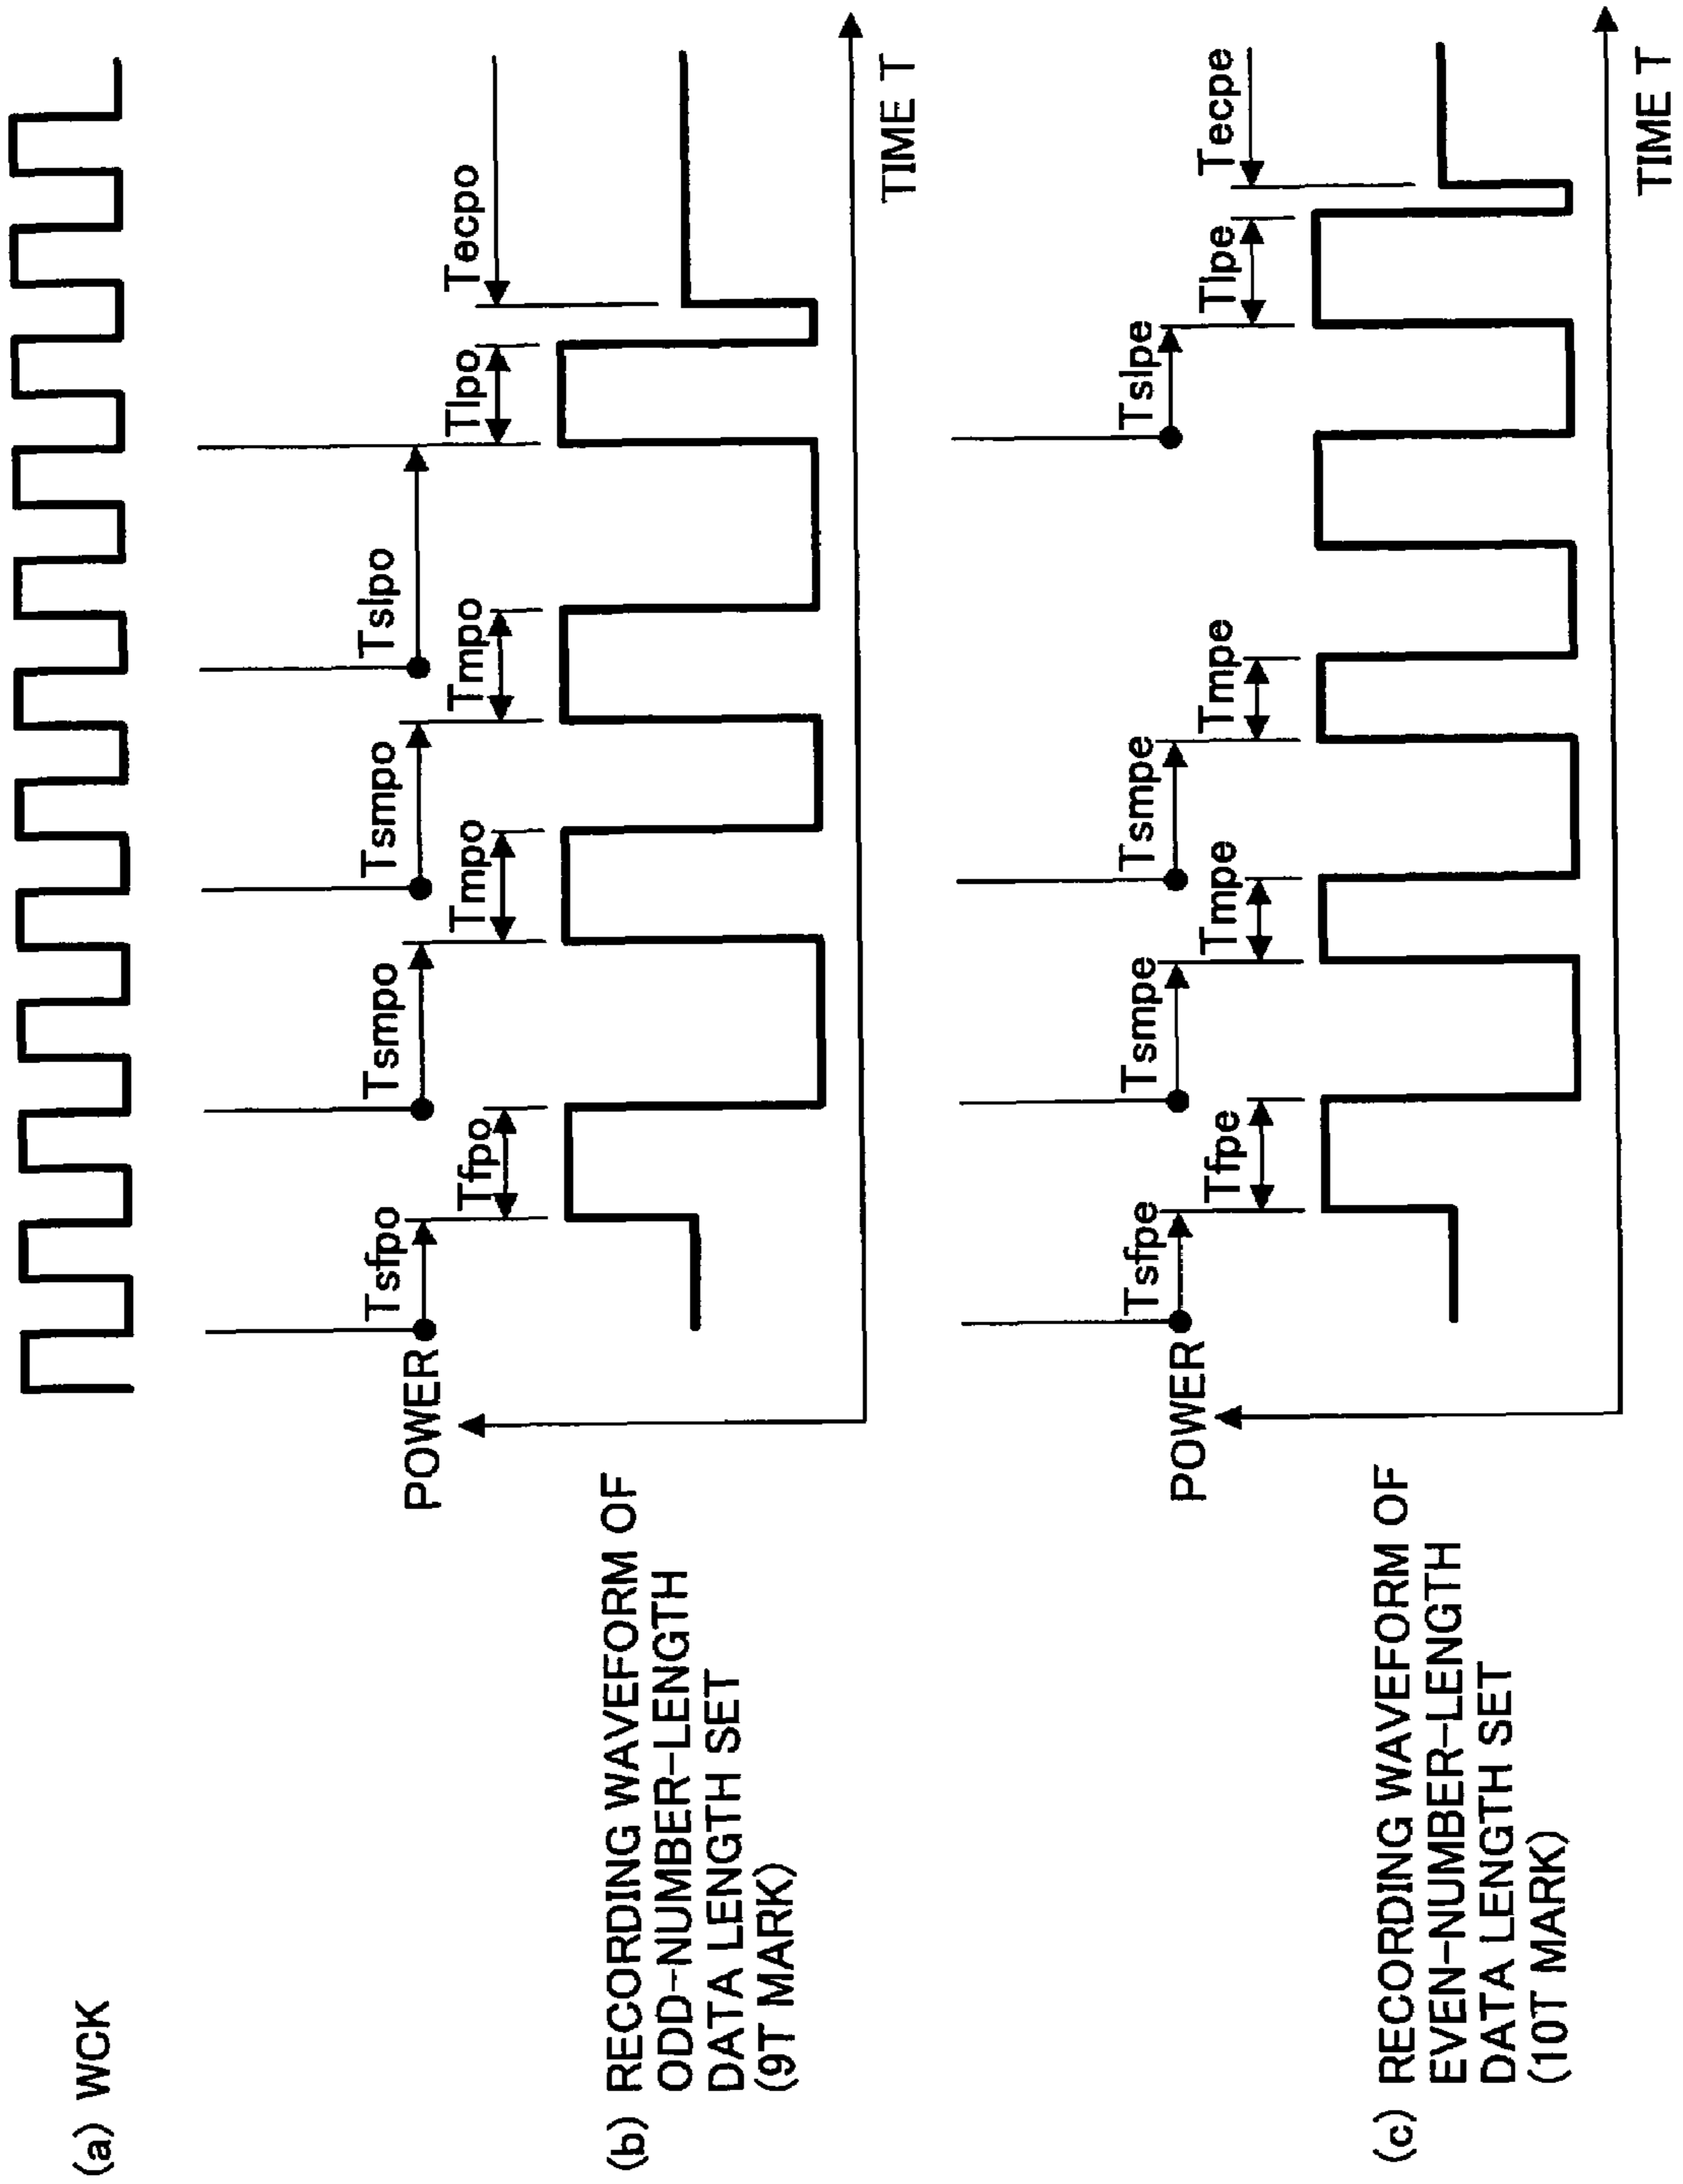 (a) WCK
(b) RECORDING WAVEFORM OF
ODD-NUMBER-LENGTH
DATA LENGTH SET
(9T MARK)
POWER
Tsfpo
Tfpo
Tsmpo
Tmpo
Tsmpo
Tmpo
Tslpo
Tlpo
Tecpo
TIME T
(c) RECORDING WAVEFORM OF
EVEN-NUMBER-LENGTH
DATA LENGTH SET
(10T MARK)
POWER
Tsfpe
Tfpe
Tsmpe
Tmpe
Tsmpe
Tmpe
Tslpe
Tlpe
Tecpe
TIME T